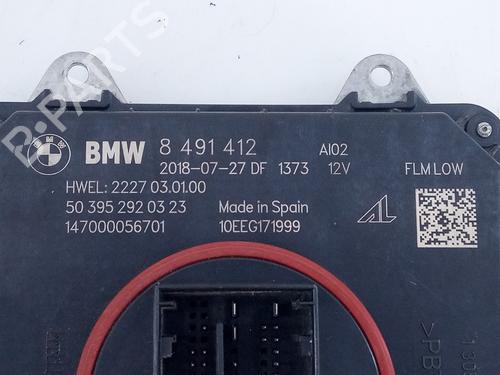 B-PARTS
BMW 8 491 412
2018-07-27 DF 1373
AI02
12V
FLM LOW
HWEL: 2227 03.01.00
50 395 292 03 23
Made in Spain
147000056701
10EEG171999
>PB